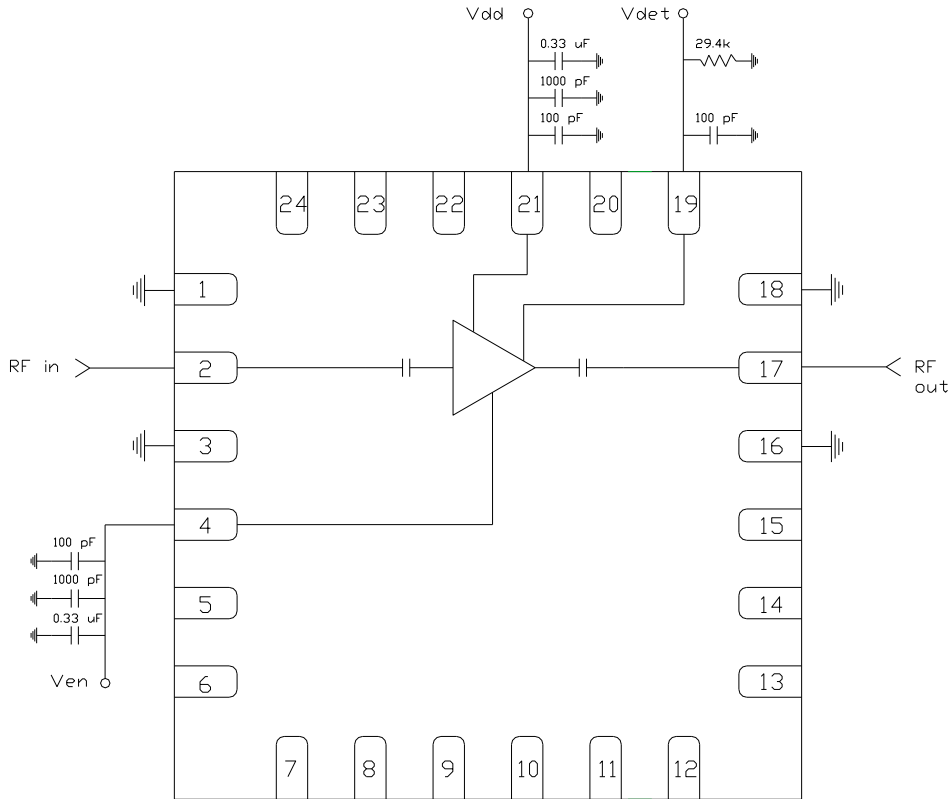 Vdd
Vdet
0.33 uF
29.4k
1000 pF
100 pF
100 pF
24
23
22
21
20
19
1
18
RF in
2
17
RF
out
3
16
4
15
100 pF
1000 pF
5
14
0.33 uF
Ven
6
13
7
8
9
10
11
12